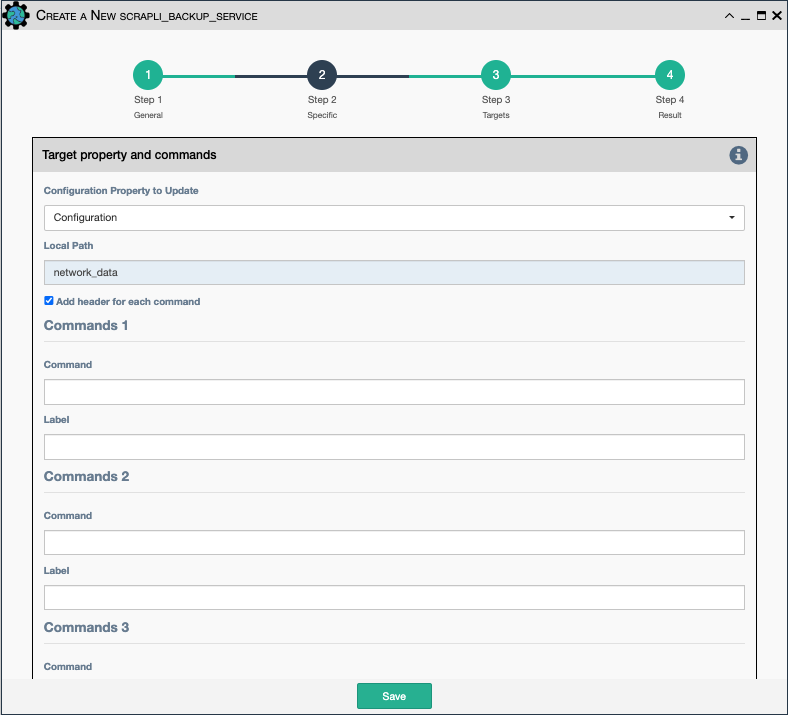 Create a New scrapli_backup_service
1 2 3 4
Step 1 Step 2 Step 3 Step 4
General Specific Targets Result
Target property and commands
Configuration Property to Update
Configuration
Local Path
network_data
Add header for each command
Commands 1
Command
Label
Commands 2
Command
Label
Commands 3
Command
Save